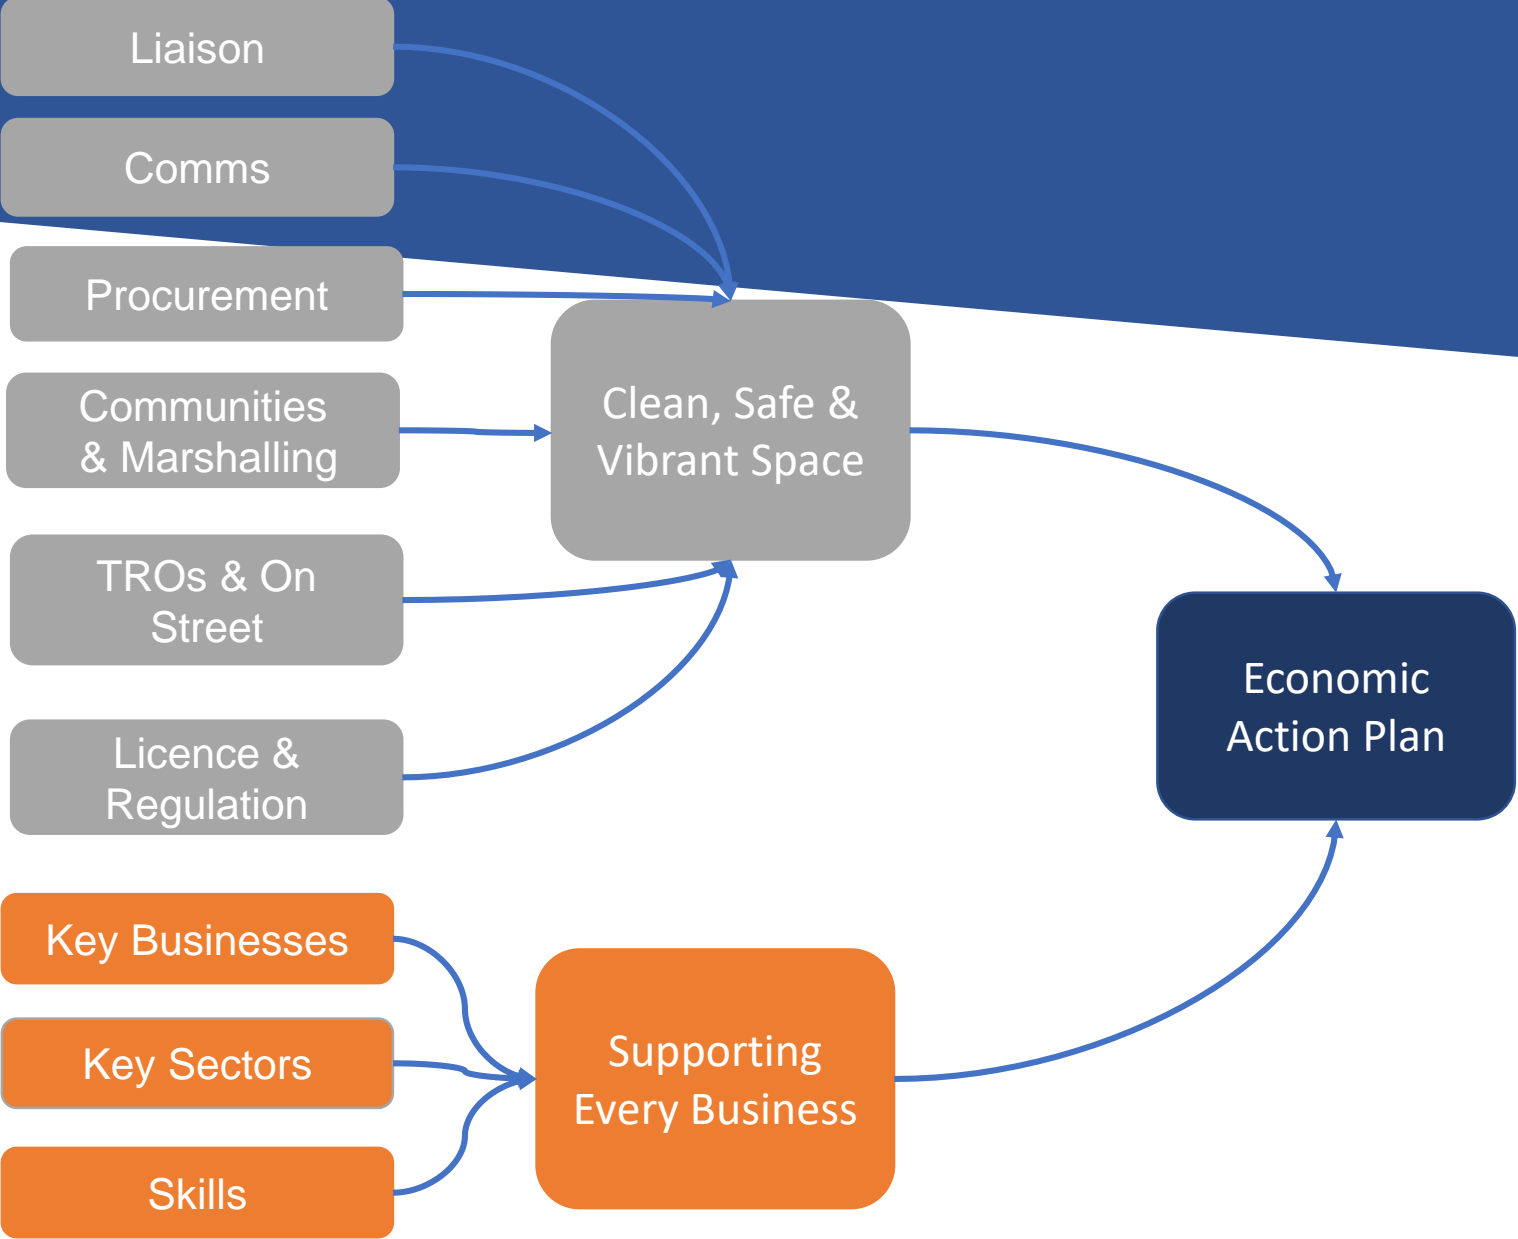 Liaison
Comms
Procurement
Communities
& Marshalling
TROs & On
Street
Licence &
Regulation
Key Businesses
Key Sectors
Skills
Clean, Safe &
Vibrant Space
Supporting
Every Business
Economic
Action Plan